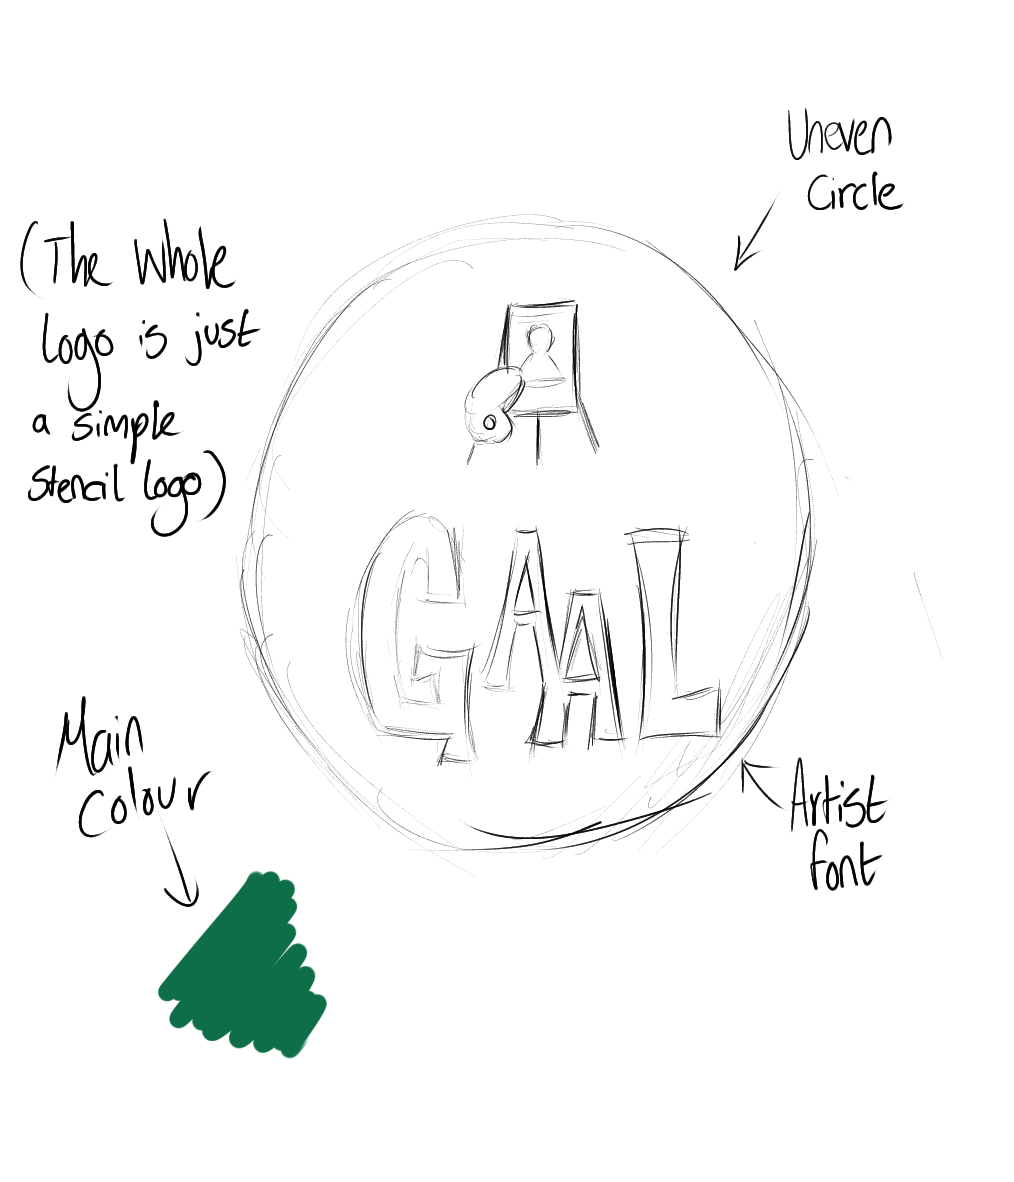 Uneven
Circle
(The Whole
logo is just
a simple
stencil logo)
GAAL
Main
Colour
Artist
font